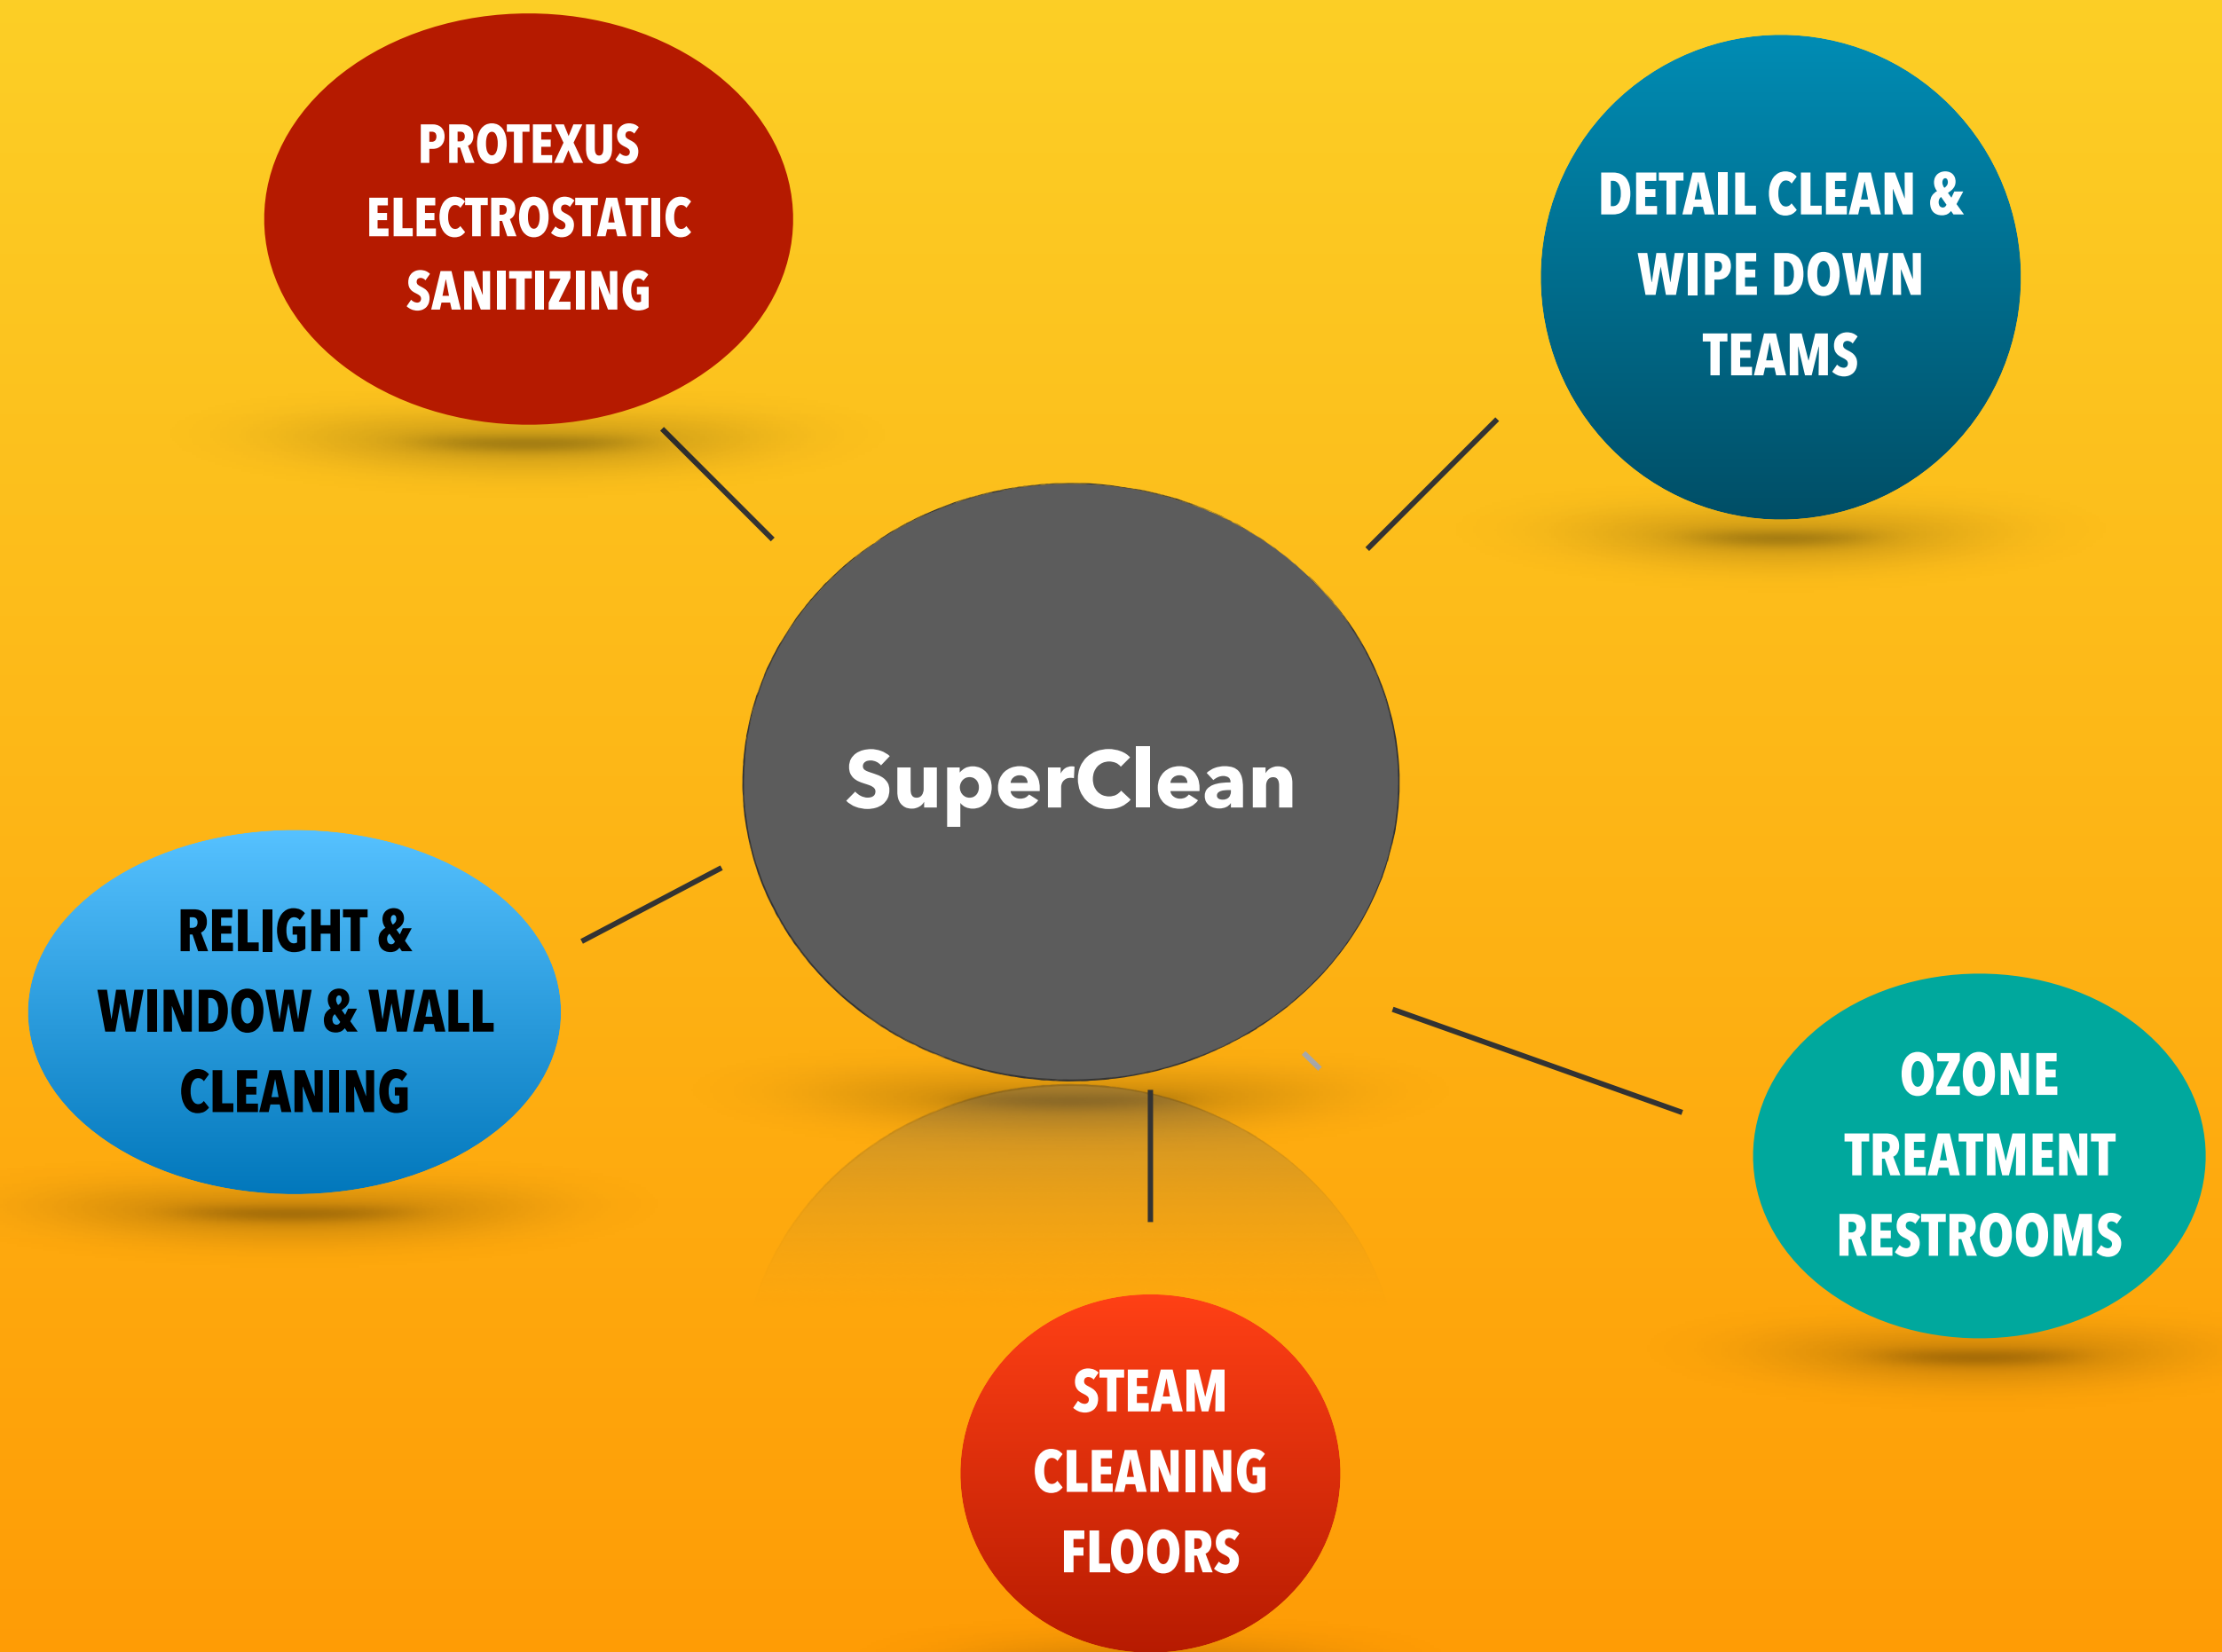 PROTEXUS
ELECTROSTATIC
SANITIZING
DETAIL CLEAN &
WIPE DOWN
TEAMS
SuperClean
RELIGHT &
WINDOW & WALL
CLEANING
OZONE
TREATMENT
RESTROOMS
STEAM
CLEANING
FLOORS